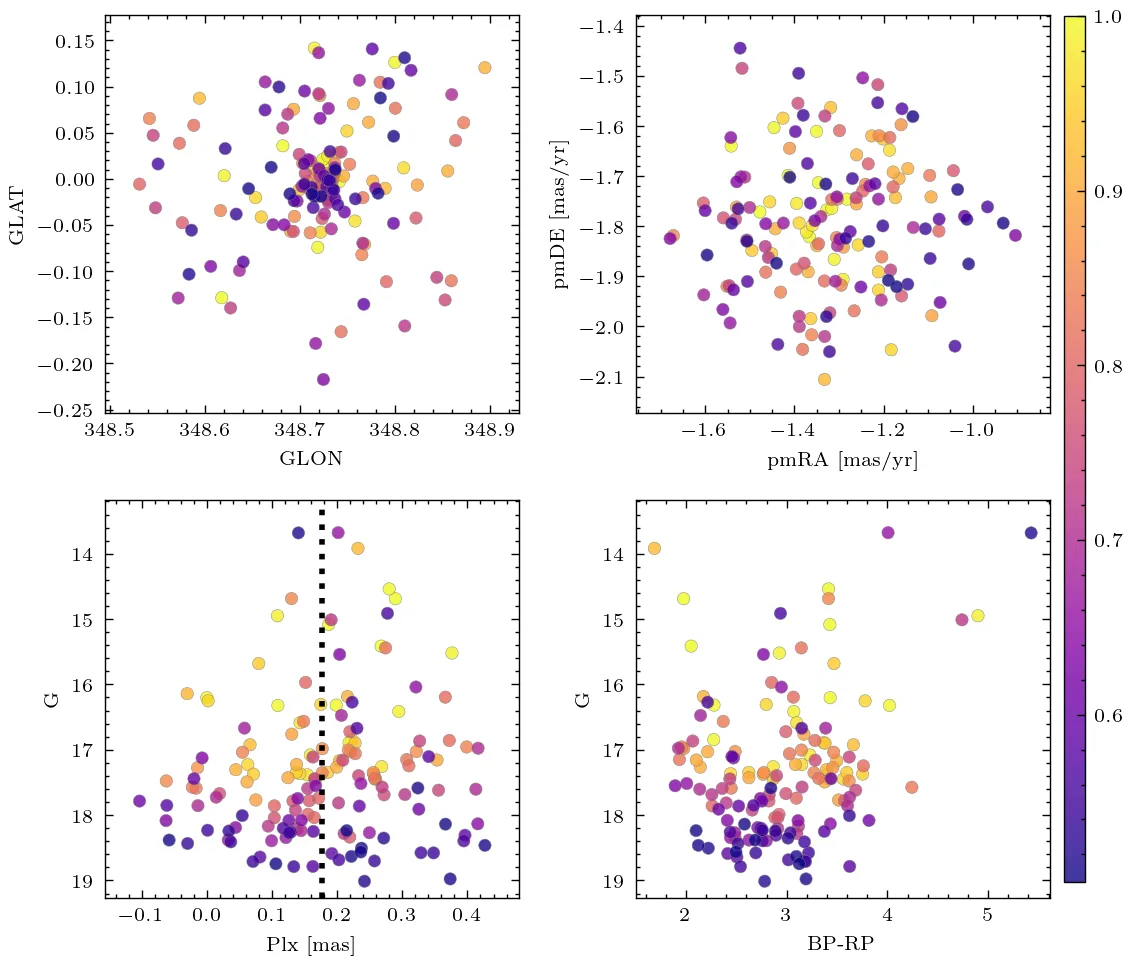 0.15
0.10
0.05
0.00
−0.05
−0.10
−0.15
−0.20
−0.25
GLAT
348.5 348.6 348.7 348.8 348.9
GLON
−1.4
−1.5
−1.6
−1.7
−1.8
−1.9
−2.0
−2.1
pmDE [mas/yr]
−1.6 −1.4 −1.2 −1.0
pmRA [mas/yr]
1.0
0.9
0.8
0.7
0.6
14
15
16
17
18
19
G
−0.1 0.0 0.1 0.2 0.3 0.4
Plx [mas]
14
15
16
17
18
19
G
2 3 4 5
BP-RP